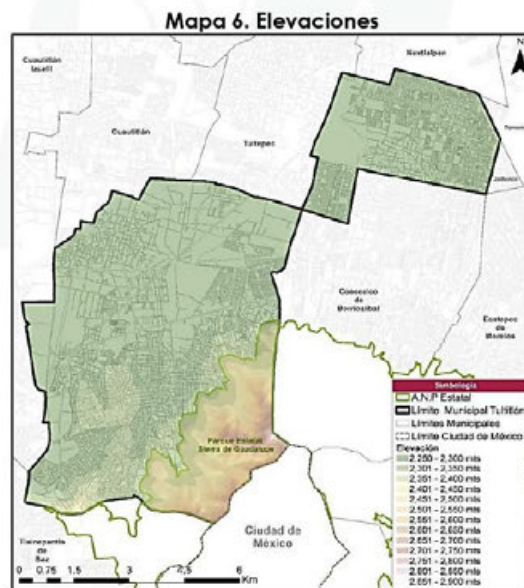 Mapa 6. Elevaciones
N
Cuautitlán
Izcalli
Cuautitlán
Tultepec
Nextlalpan
Jaltenco
Coacalco
de
Berriozábal
Ecatepec
de
Morelos
Parque Estatal
Sierra de Guadalupe
Tlalnepantla
de
Baz
Ciudad de
México
0 0.75 1.5 3 4.5 6
Km
Simbología
A.N.P Estatal
Límite Municipal Tultitlán
Límites Municipales
Límite Ciudad de México
Elevación
2,250 - 2,300 mts
2,301 - 2,350 mts
2,351 - 2,400 mts
2,401 - 2,450 mts
2,451 - 2,500 mts
2,501 - 2,550 mts
2,551 - 2,600 mts
2,601 - 2,650 mts
2,651 - 2,700 mts
2,701 - 2,750 mts
2,751 - 2,800 mts
2,801 - 2,850 mts
2,851 - 2,900 mts